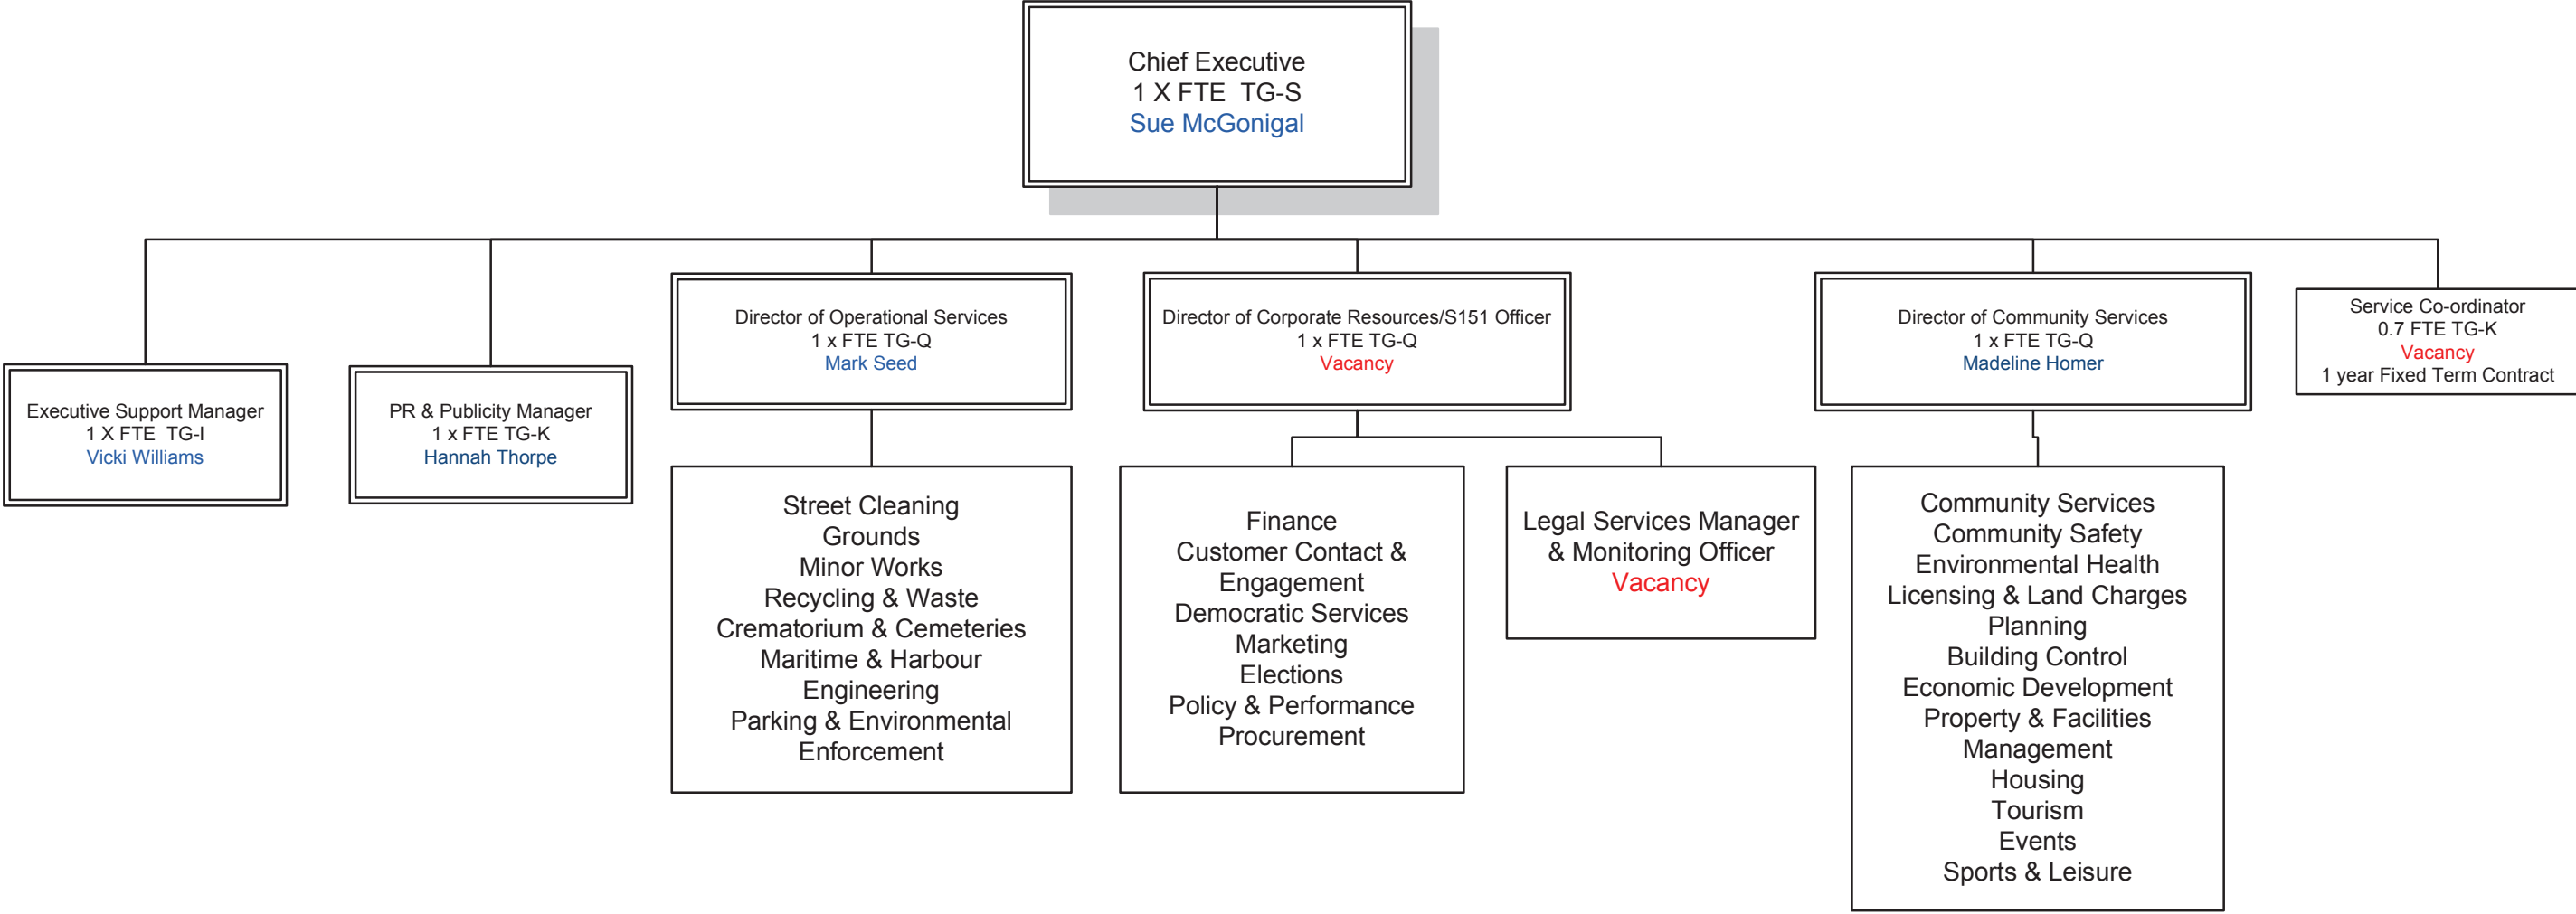 Chief Executive
1 X FTE  TG-S
Sue McGonigal
Executive Support Manager
1 X FTE  TG-I
Vicki Williams
PR & Publicity Manager
1 x FTE TG-K
Hannah Thorpe
Director of Operational Services
1 x FTE TG-Q
Mark Seed
Director of Corporate Resources/S151 Officer
1 x FTE TG-Q
Vacancy
Director of Community Services
1 x FTE TG-Q
Madeline Homer
Service Co-ordinator
0.7 FTE TG-K
Vacancy
1 year Fixed Term Contract
Street Cleaning
Grounds
Minor Works
Recycling & Waste
Crematorium & Cemeteries
Maritime & Harbour
Engineering
Parking & Environmental
Enforcement
Finance
Customer Contact &
Engagement
Democratic Services
Marketing
Elections
Policy & Performance
Procurement
Legal Services Manager
& Monitoring Officer
Vacancy
Community Services
Community Safety
Environmental Health
Licensing & Land Charges
Planning
Building Control
Economic Development
Property & Facilities
Management
Housing
Tourism
Events
Sports & Leisure